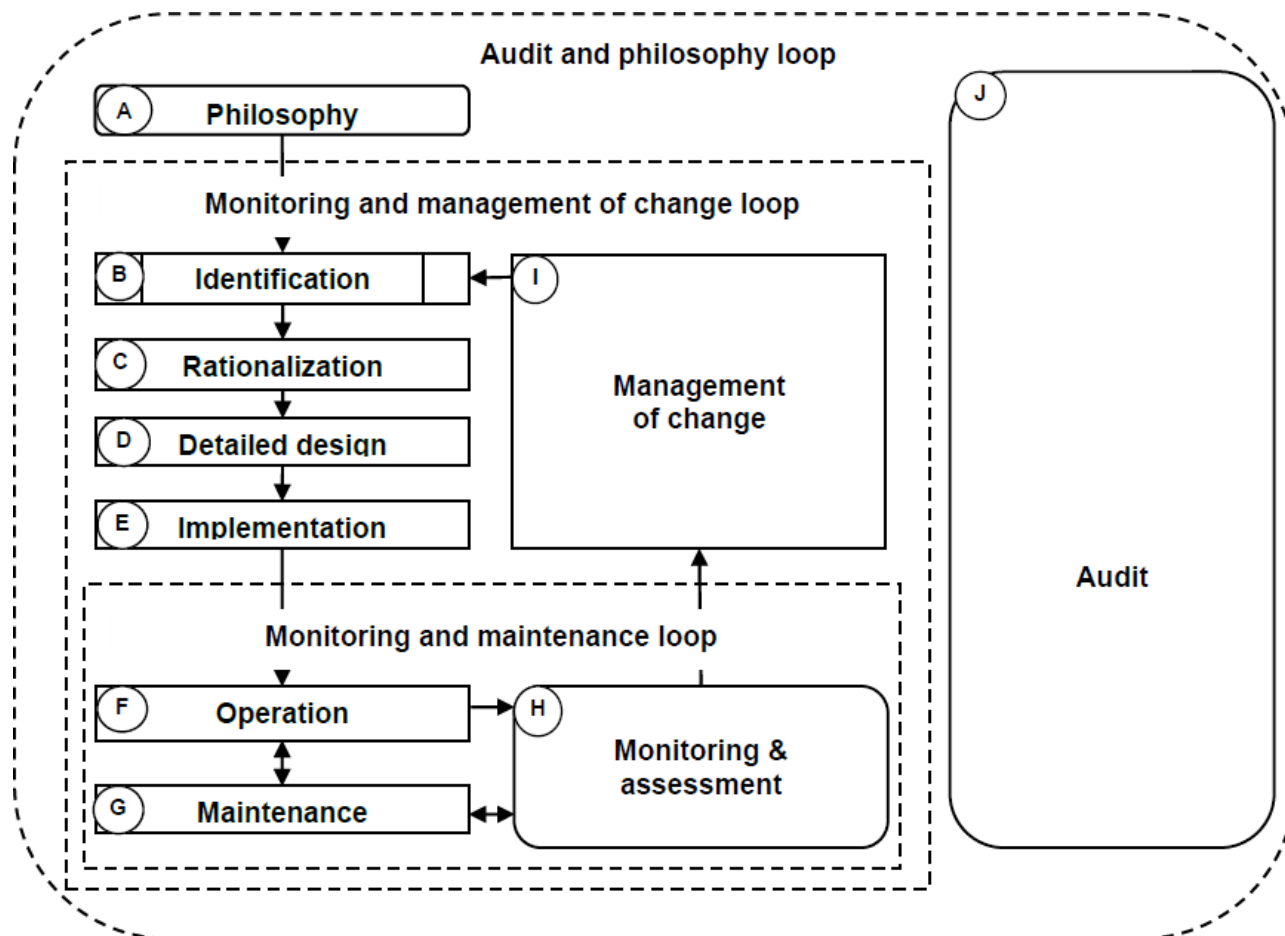 Audit and philosophy loop
A
Philosophy
J
Monitoring and management of change loop
B
Identification
I
C
Rationalization
Management
of change
D
Detailed design
E
Implementation
Audit
Monitoring and maintenance loop
F
Operation
H
Monitoring &
assessment
G
Maintenance